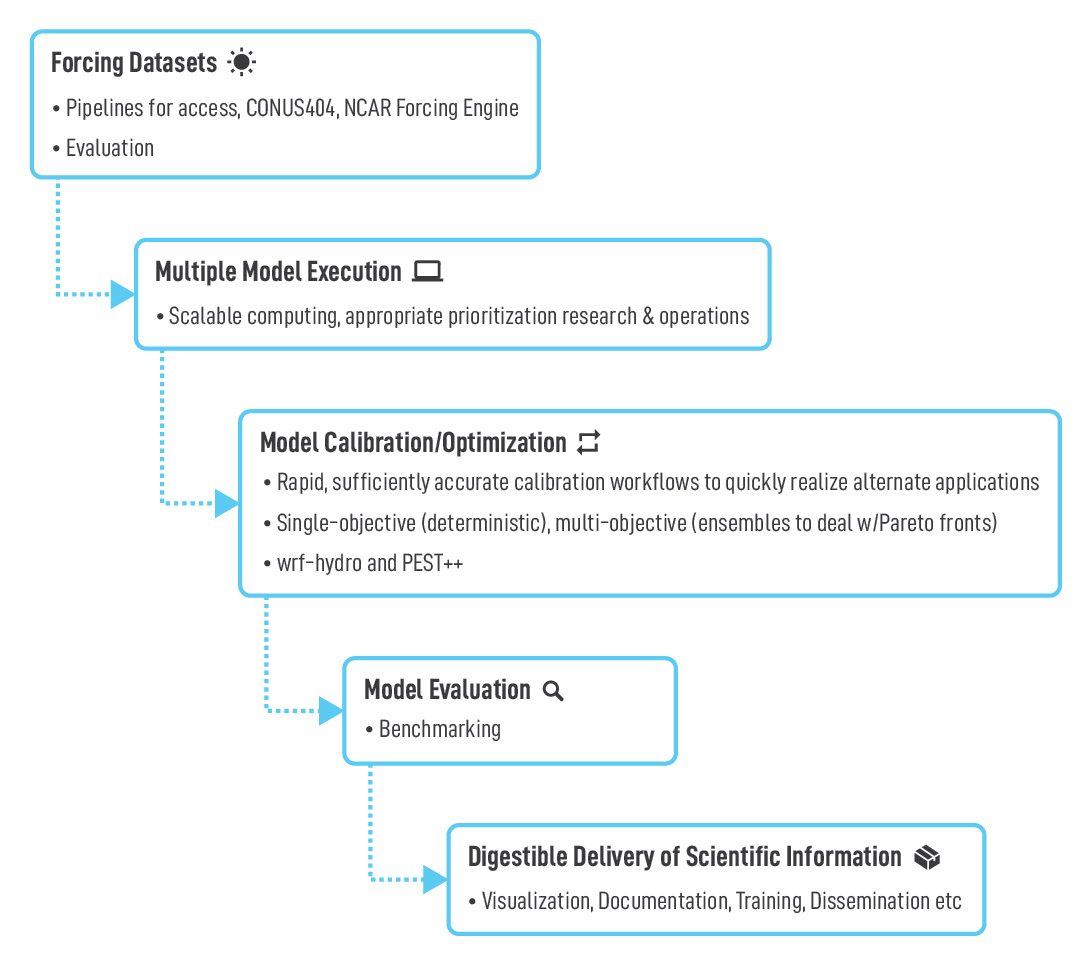 Forcing Datasets
• Pipelines for access, CONUS404, NCAR Forcing Engine
• Evaluation
Multiple Model Execution
• Scalable computing, appropriate prioritization research & operations
Model Calibration/Optimization
• Rapid, sufficiently accurate calibration workflows to quickly realize alternate applications
• Single-objective (deterministic), multi-objective (ensembles to deal w/Pareto fronts)
• wrf-hydro and PEST++
Model Evaluation
• Benchmarking
Digestible Delivery of Scientific Information
• Visualization, Documentation, Training, Dissemination etc